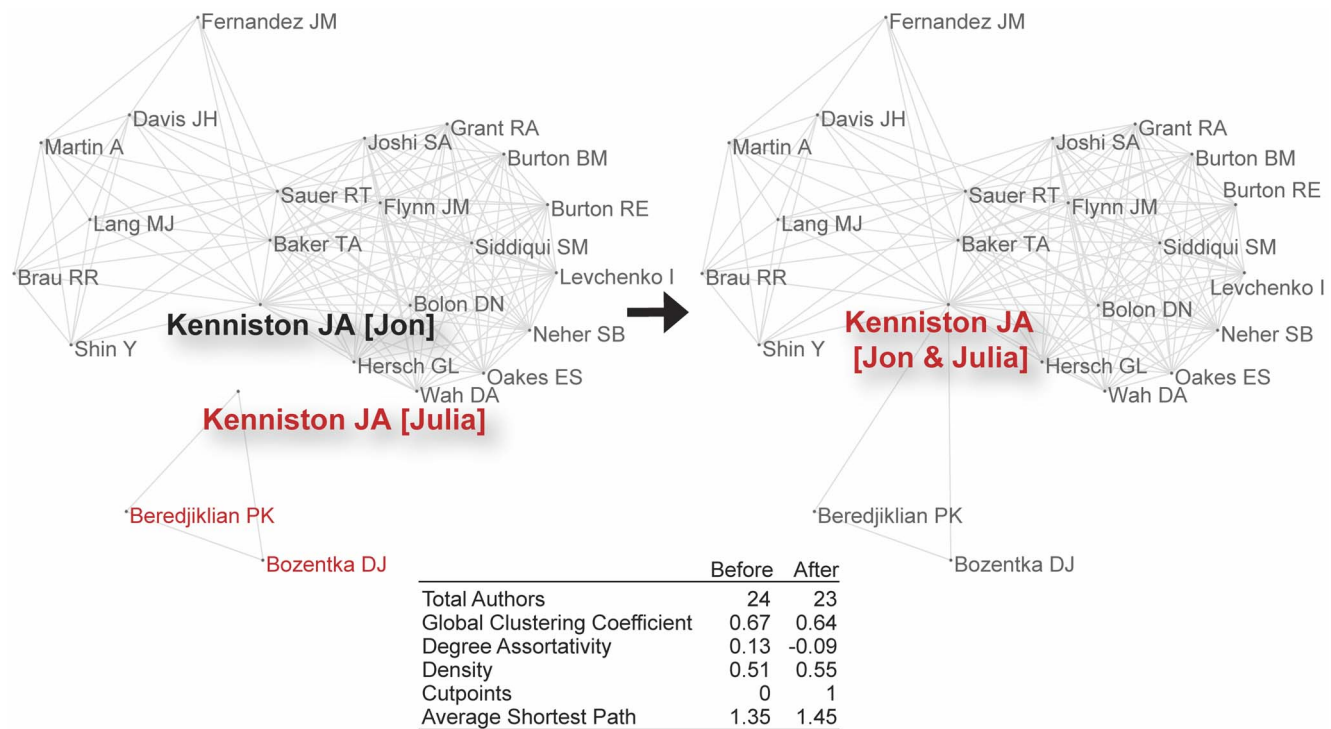 Fernandez JM
Davis JH
Martin A
Grant RA
Joshi SA
Burton BM
Sauer RT
Flynn JM
Burton RE
Lang MJ
Baker TA
Siddiqui SM
Brau RR
Levchenko I
Bolon DN
Kenniston JA [Jon]
Neher SB
Shin Y
Hersch GL
Oakes ES
Wah DA
Kenniston JA [Julia]
Beredjiklian PK
Bozentka DJ
Fernandez JM
Davis JH
Martin A
Grant RA
Joshi SA
Burton BM
Burton RE
Sauer RT
Flynn JM
Lang MJ
Baker TA
Siddiqui SM
Brau RR
Levchenko I
Bolon DN
Kenniston JA
[Jon & Julia]
Neher SB
Shin Y
Hersch GL
Oakes ES
Wah DA
Beredjiklian PK
Bozentka DJ
Before After
Total Authors 24 23
Global Clustering Coefficient 0.67 0.64
Degree Assortativity 0.13 -0.09
Density 0.51 0.55
Cutpoints 0 1
Average Shortest Path 1.35 1.45